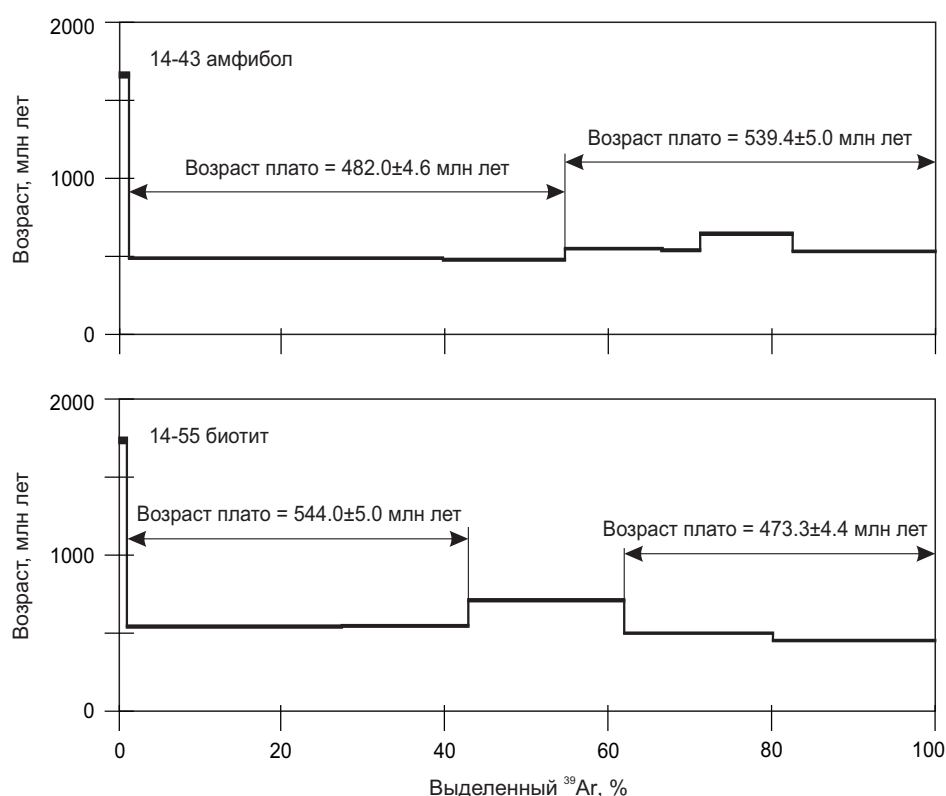 2000
14-43 амфибол
Возраст плато = 539.4±5.0 млн лет
Возраст плато = 482.0±4.6 млн лет
1000
0
Возраст, млн лет
2000
14-55 биотит
Возраст плато = 544.0±5.0 млн лет
Возраст плато = 473.3±4.4 млн лет
1000
0
Возраст, млн лет
0 20 40 60 80 100
Выделенный ³⁹Ar, %